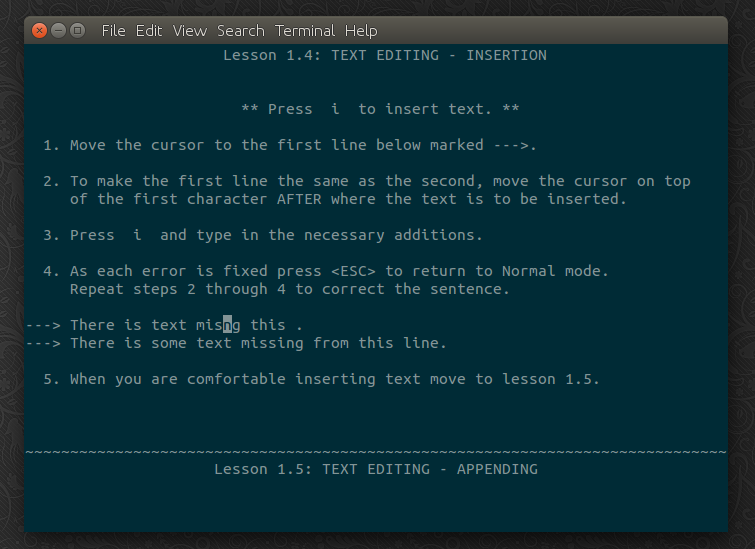 File Edit View Search Terminal Help
Lesson 1.4: TEXT EDITING - INSERTION
** Press  i  to insert text. **
1. Move the cursor to the first line below marked --->.
2. To make the first line the same as the second, move the cursor on top
of the first character AFTER where the text is to be inserted.
3. Press  i  and type in the necessary additions.
4. As each error is fixed press <ESC> to return to Normal mode.
Repeat steps 2 through 4 to correct the sentence.
---> There is text misng this .
---> There is some text missing from this line.
5. When you are comfortable inserting text move to lesson 1.5.
~~~~~~~~~~~~~~~~~~~~~~~~~~~~~~~~~~~~~~~~~~~~~~~~~~~~~~~~~~~~~~~~~~~~~~~~~~~~~~
Lesson 1.5: TEXT EDITING - APPENDING